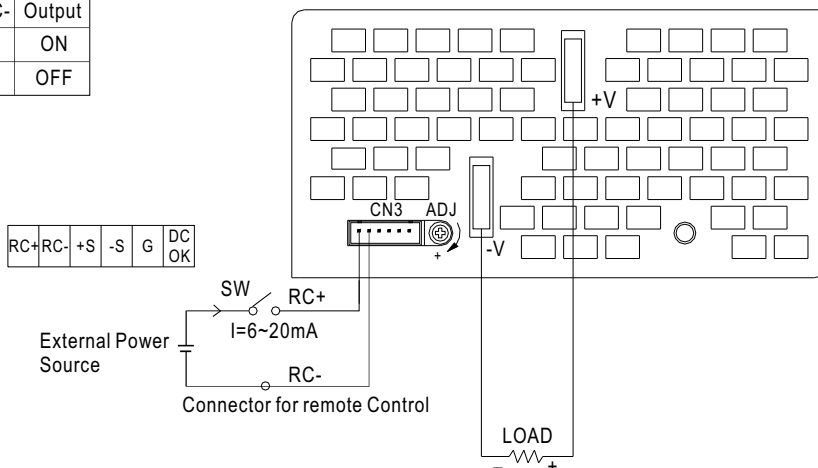 C- Output
ON
OFF
+V
CN3 ADJ
+
-V
RC+ RC- +S -S G DC OK
SW RC+
I=6~20mA
External Power
Source
RC-
Connector for remote Control
LOAD
- +